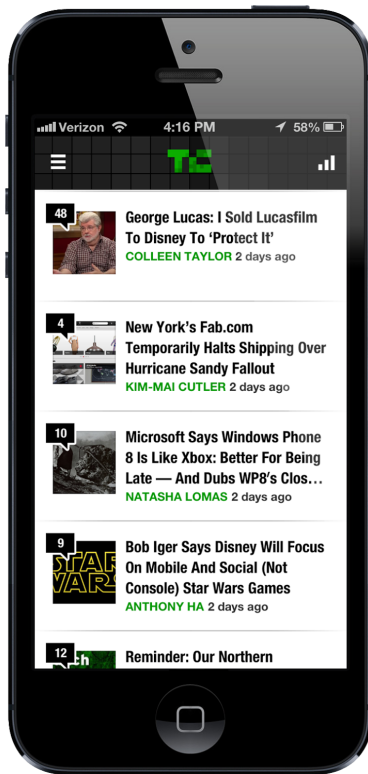 Verizon 4:16 PM 58%
TC
48
George Lucas: I Sold Lucasfilm
To Disney To ‘Protect It’
COLLEEN TAYLOR 2 days ago
4
New York's Fab.com
Temporarily Halts Shipping Over
Hurricane Sandy Fallout
KIM-MAI CUTLER 2 days ago
10
Microsoft Says Windows Phone
8 Is Like Xbox: Better For Being
Late — And Dubs WP8′s Clos…
NATASHA LOMAS 2 days ago
9
STAR
WARS
Bob Iger Says Disney Will Focus
On Mobile And Social (Not
Console) Star Wars Games
ANTHONY HA 2 days ago
12
ch
Reminder: Our Northern